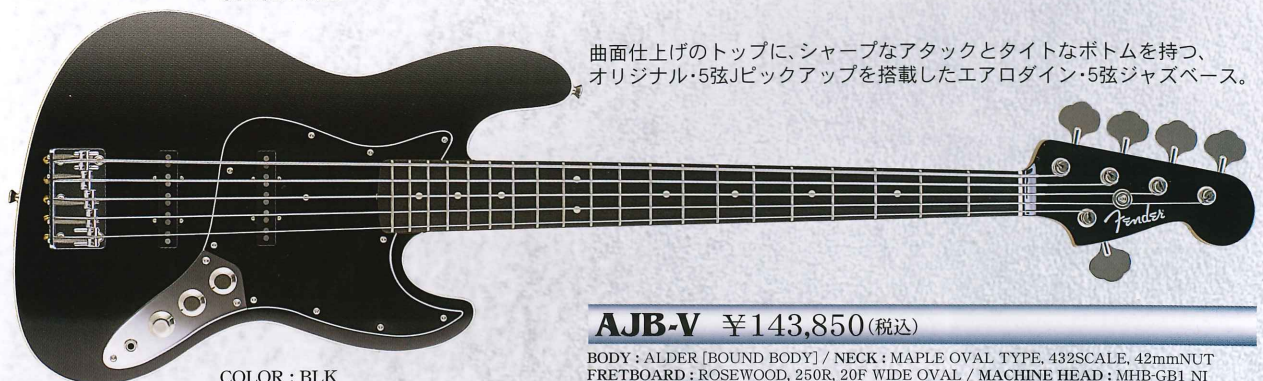 曲面仕上げのトップに、シャープなアタックとタイトなボトムを持つ、
オリジナル・5弦Jピックアップを搭載したエアロダイン・5弦ジャズベース。
Fender
AJB-V ¥143,850(税込)
BODY : ALDER [BOUND BODY] / NECK : MAPLE OVAL TYPE, 432SCALE, 42mmNUT
COLOR : BLK
FRETBOARD : ROSEWOOD, 250R, 20F WIDE OVAL / MACHINE HEAD : MHB-GB1 NI